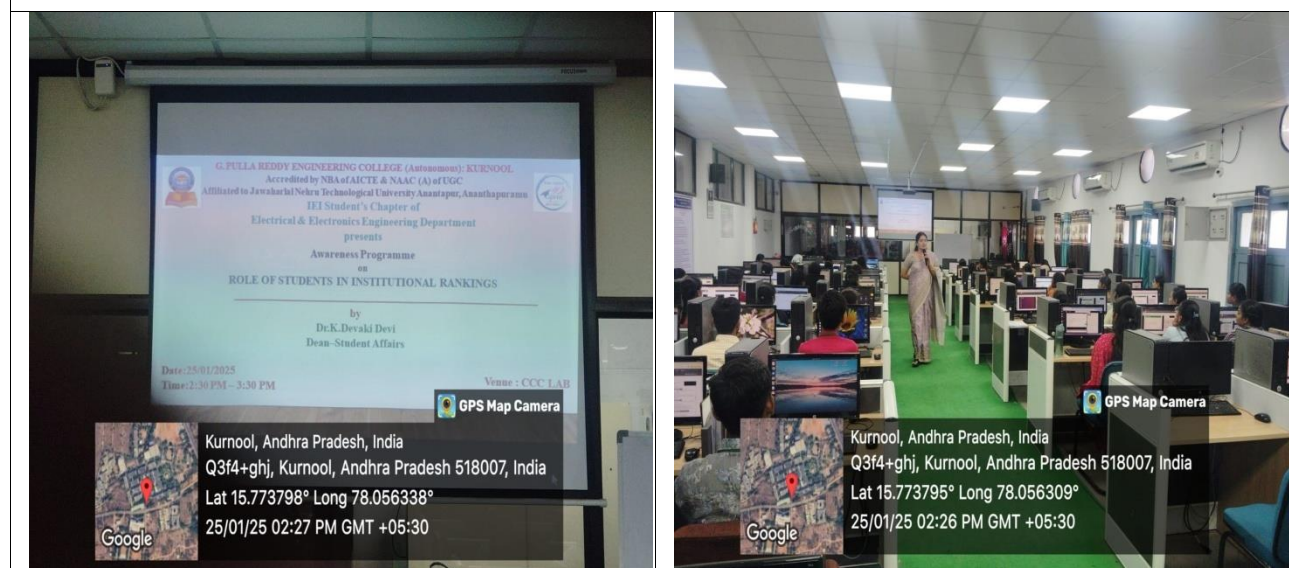 G. PULLA REDDY ENGINEERING COLLEGE (Autonomous): KURNOOL
Accredited by NBA of AICTE & NAAC (A) of UGC
Affiliated to Jawaharlal Nehru Technological University Anantapur, Ananthapuramu
IEI Student's Chapter of
Electrical & Electronics Engineering Department
presents
Awareness Programme
on
ROLE OF STUDENTS IN INSTITUTIONAL RANKINGS
by
Dr.K.Devaki Devi
Dean–Student Affairs
Date:25/01/2025
Time:2:30 PM – 3:30 PM
Venue : CCC LAB
GPS Map Camera
Kurnool, Andhra Pradesh, India
Q3f4+ghj, Kurnool, Andhra Pradesh 518007, India
Lat 15.773798° Long 78.056338°
25/01/25 02:27 PM GMT +05:30
Google
GPS Map Camera
Kurnool, Andhra Pradesh, India
Q3f4+ghj, Kurnool, Andhra Pradesh 518007, India
Lat 15.773795° Long 78.056309°
25/01/25 02:26 PM GMT +05:30
Google